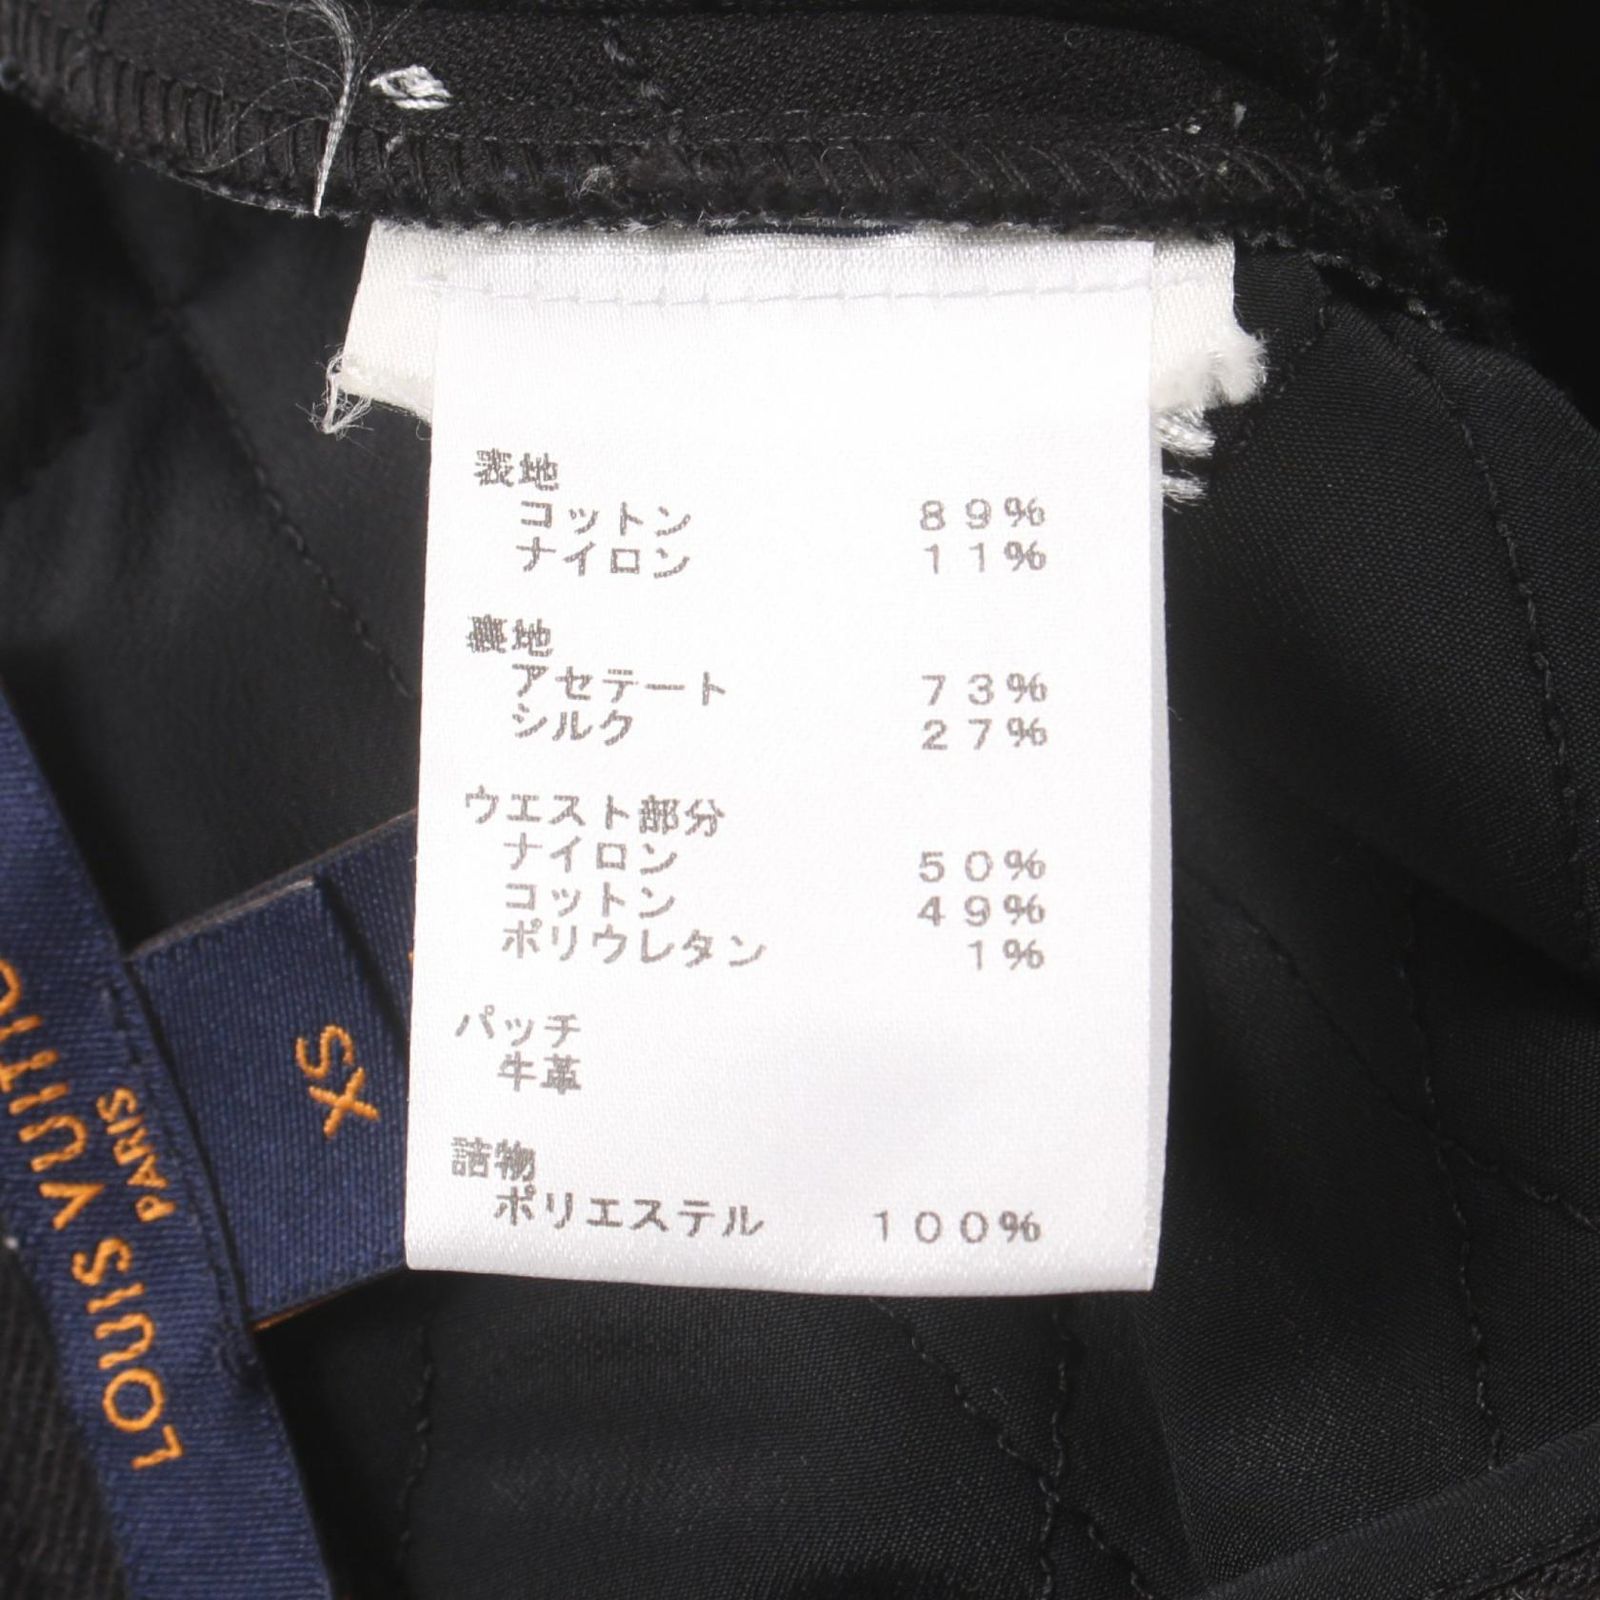 表地
コットン 89%
ナイロン 11%
裏地
アセテート 73%
シルク 27%
ウエスト部分
ナイロン 50%
コットン 49%
ポリウレタン 1%
パッチ
牛革
詰物
ポリエステル 100%
XS
LOUIS VUITTO
PARIS